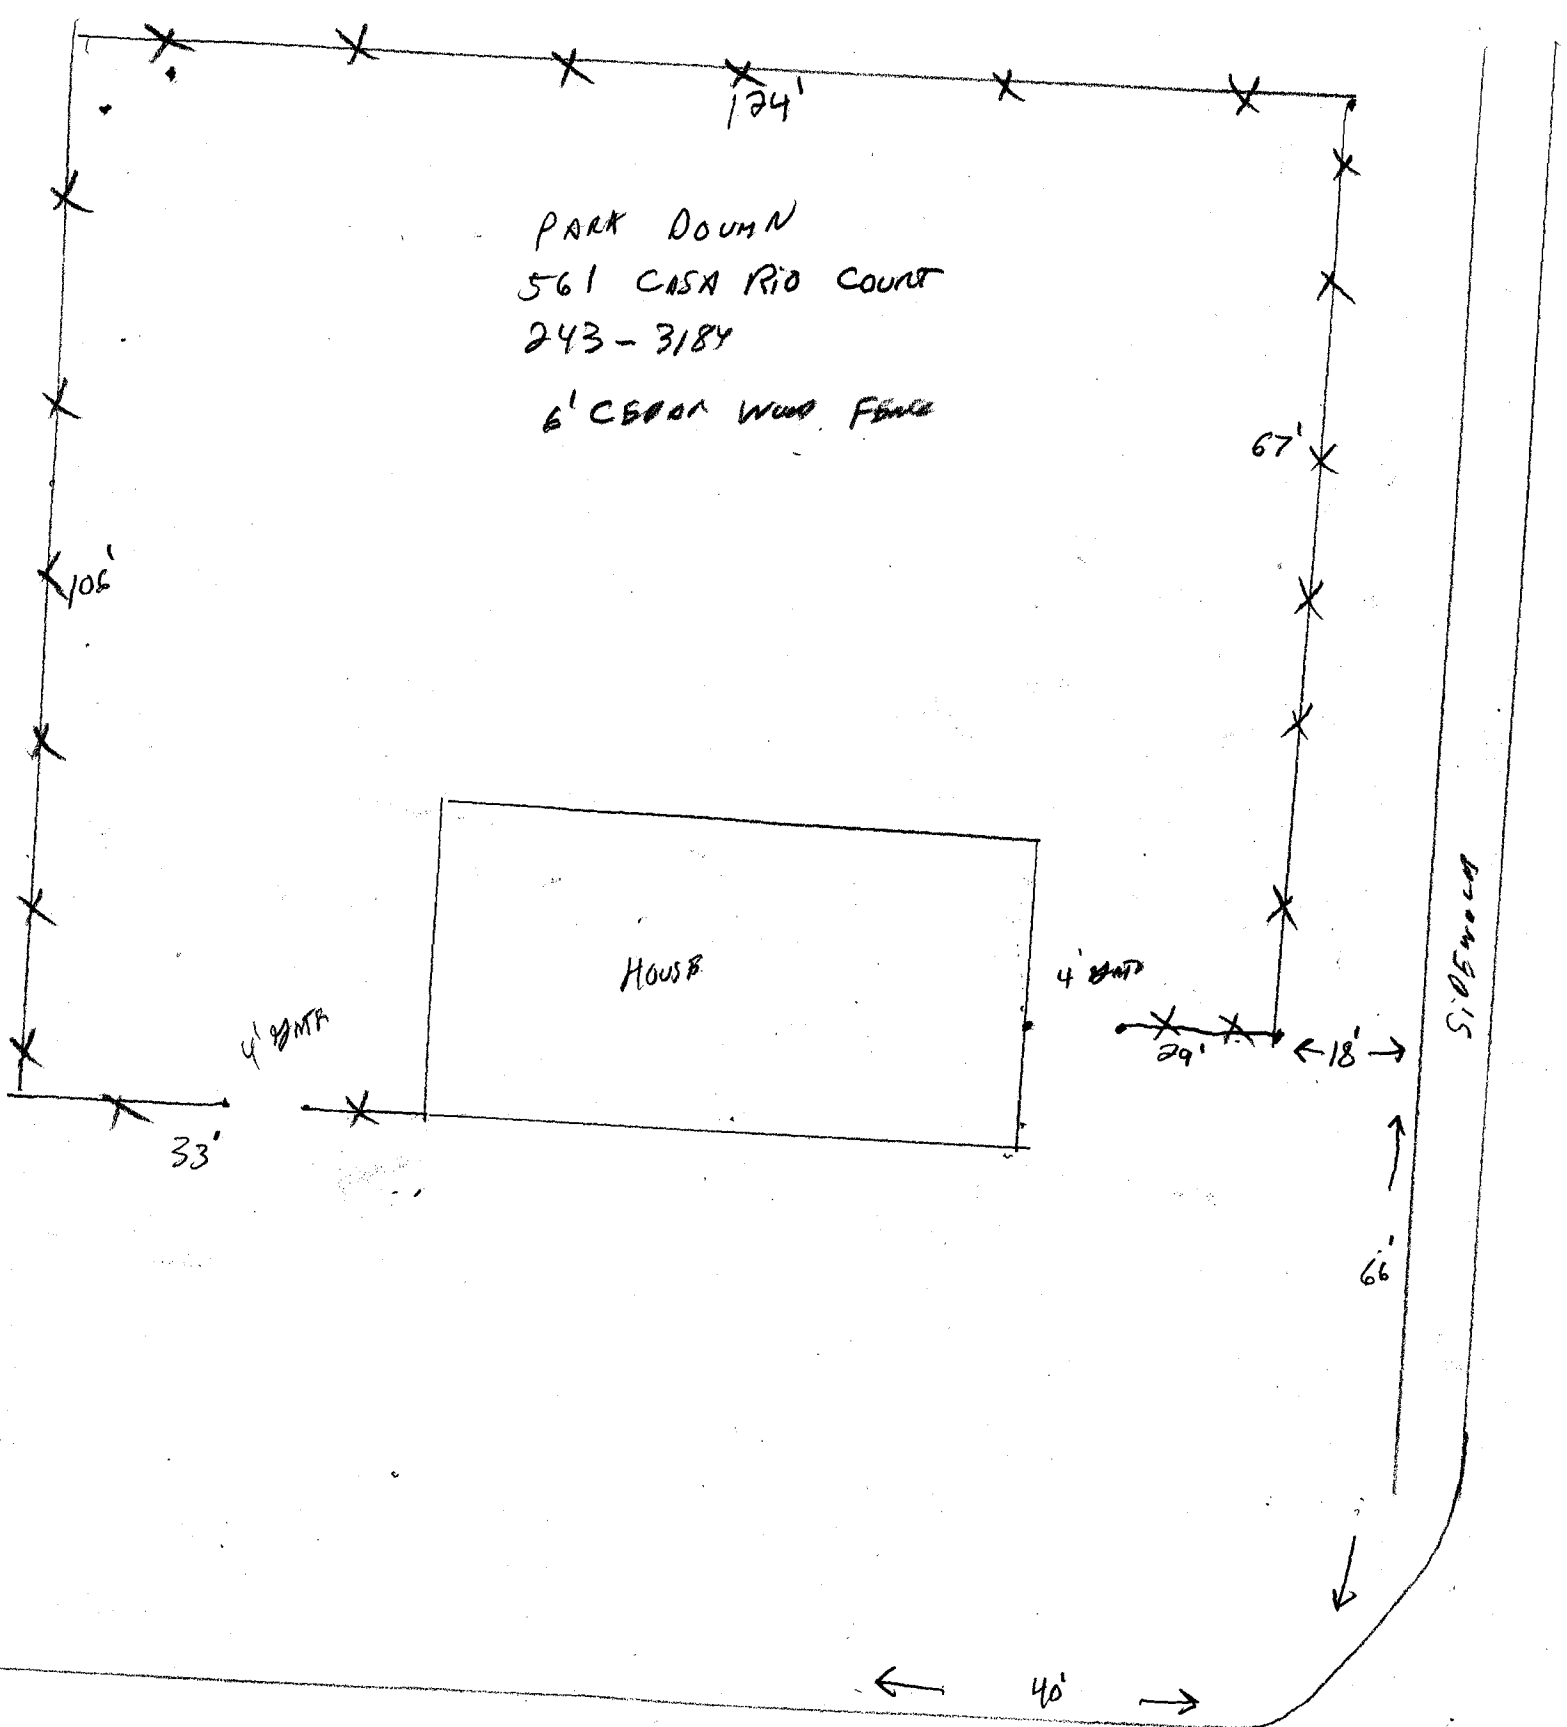 124'
PARK DOUMN
561 CASA RIO COURT
243-3184
6' CEDAR WOOD FENCE
67'
106'
HOUSE
4' GATE
4' GATE
29'
←18'→
SIDEWALK
33'
66'
← 40' →